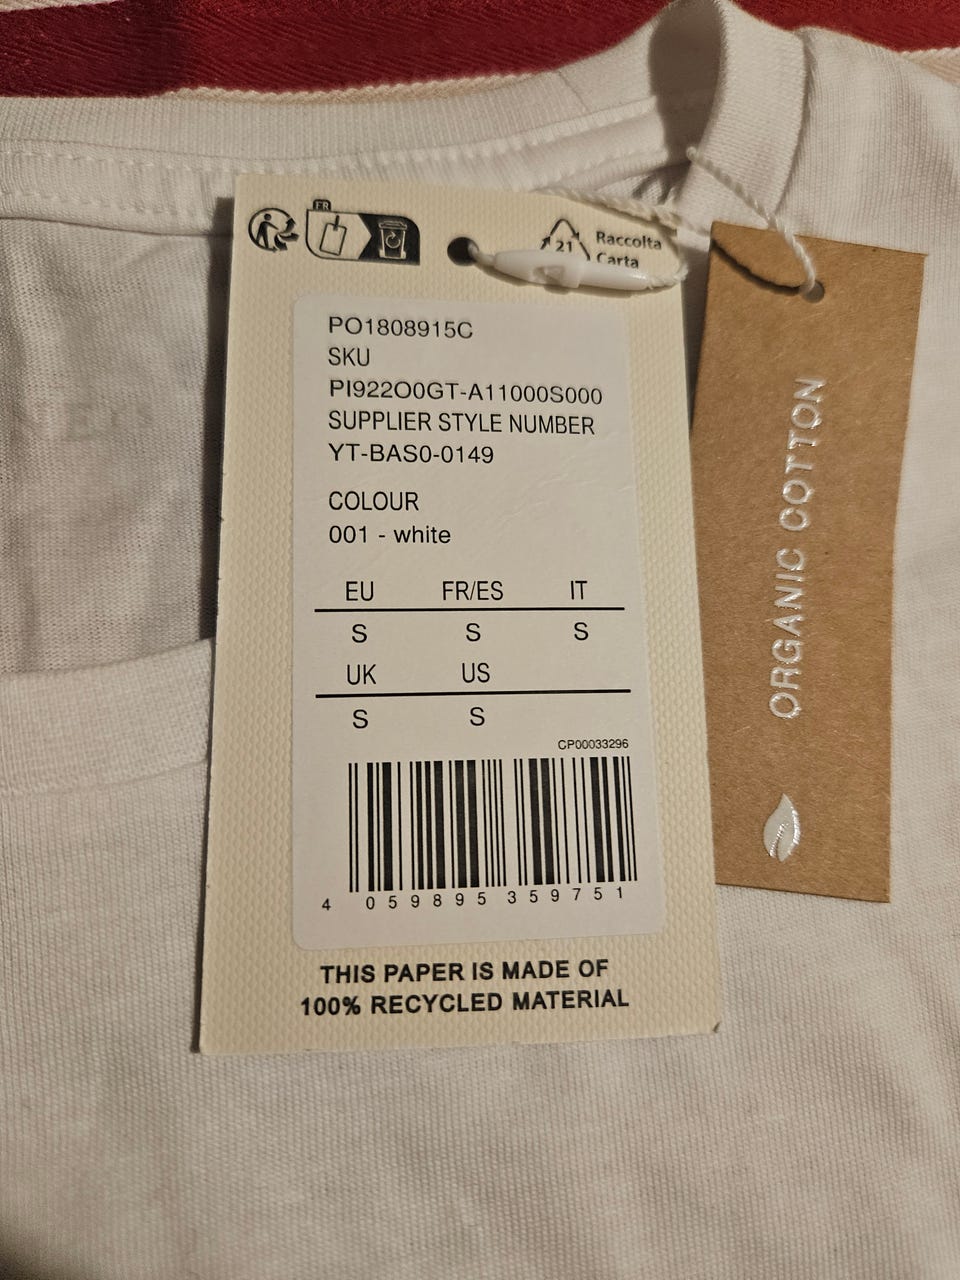 FR
21
Raccolta
Carta
PO1808915C
SKU
PI922O0GT-A11000S000
SUPPLIER STYLE NUMBER
YT-BAS0-0149
COLOUR
001 - white
EU FR/ES IT
S S S
UK US
S S
CP00033296
4 059895 359751
THIS PAPER IS MADE OF
100% RECYCLED MATERIAL
ORGANIC COTTON